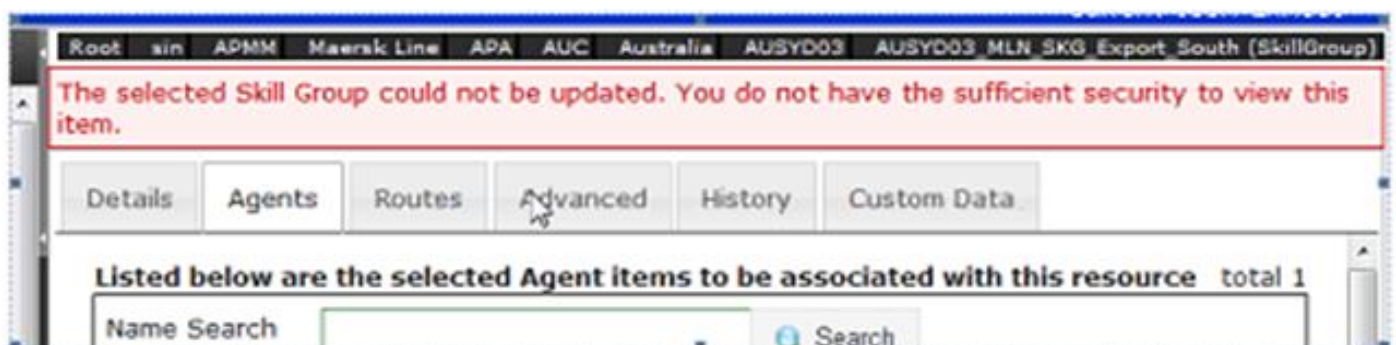 Root sin APMM Maersk Line APA AUC Australia AUSYD03 AUSYD03_MLN_SKG_Export_South (SkillGroup)
The selected Skill Group could not be updated. You do not have the sufficient security to view this
item.
Details Agents Routes Advanced History Custom Data
Listed below are the selected Agent items to be associated with this resource total 1
Name Search Search